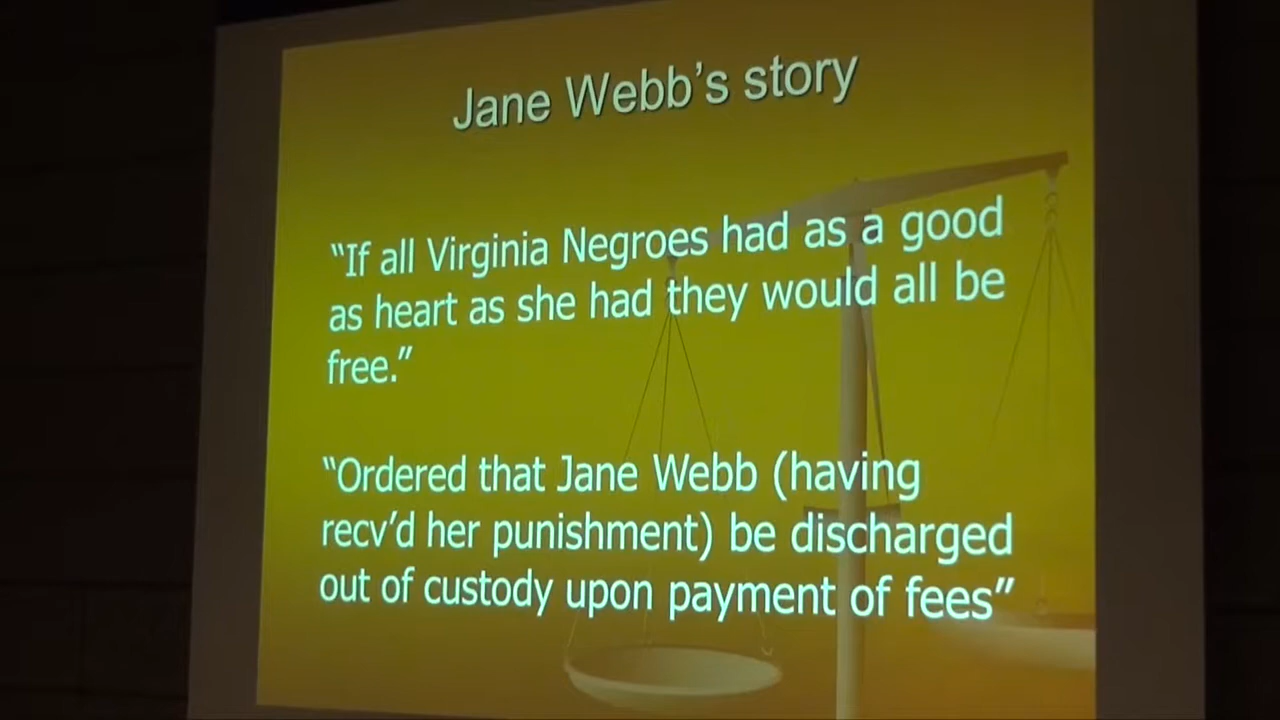 Jane Webb's story
"If all Virginia Negroes had as a good
as heart as she had they would all be
free."
"Ordered that Jane Webb (having
recv'd her punishment) be discharged
out of custody upon payment of fees"